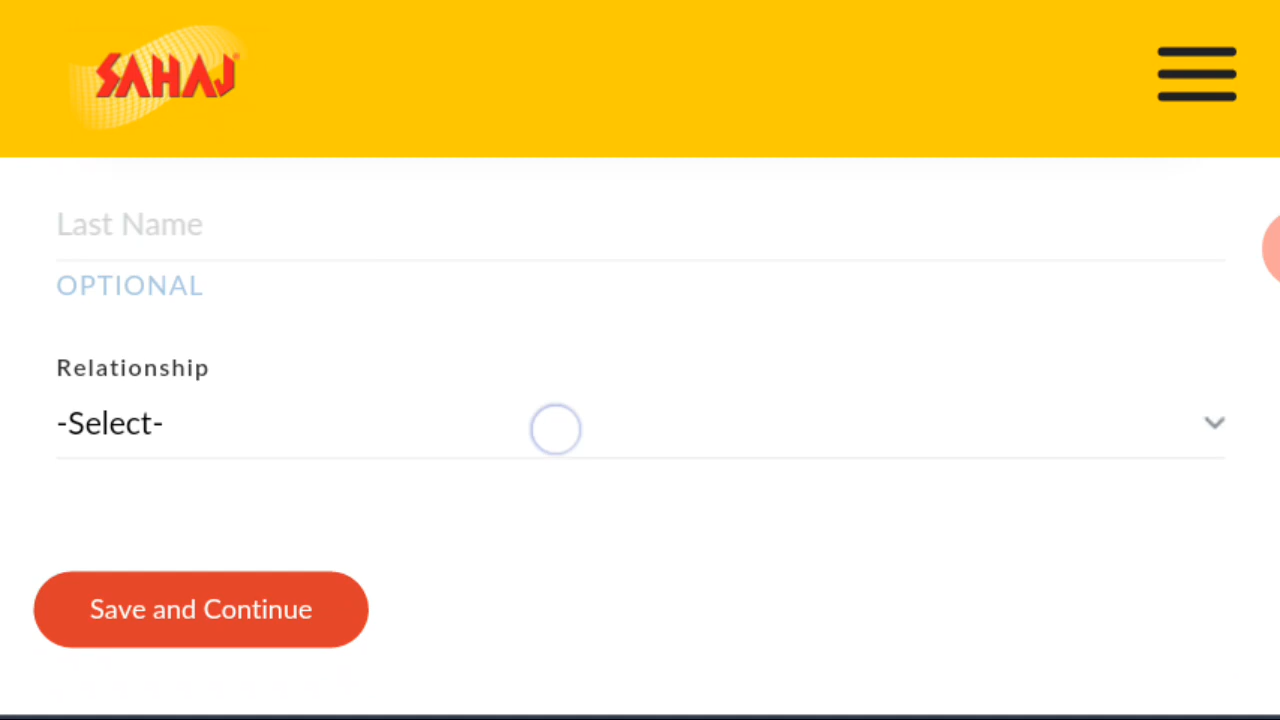 SAHAJ
Last Name
OPTIONAL
Relationship
-Select-
Save and Continue